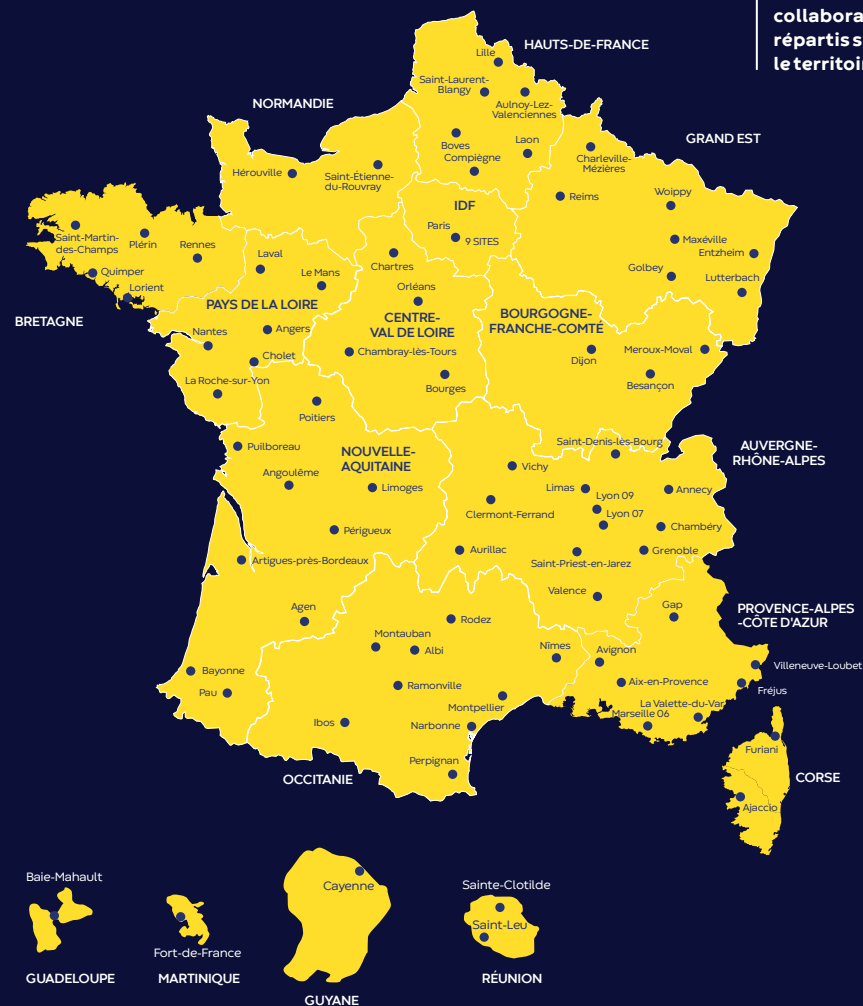 collabora
répartis s
le territoir
HAUTS-DE-FRANCE
Lille
Saint-Laurent-
Blangy
Aulnoy-Lez-
Valenciennes
NORMANDIE
Boves
Compiègne
Laon
GRAND EST
Charleville-
Mézières
Hérouville
Saint-Étienne-
du-Rouvray
Reims
Woippy
IDF
Paris
9 SITES
Maxéville
Entzheim
Saint-Martin-
des-Champs
Plérin
Rennes
Laval
Chartres
Golbey
Lutterbach
Quimper
Lorient
Le Mans
Orléans
BRETAGNE
PAYS DE LA LOIRE
CENTRE-
VAL DE LOIRE
BOURGOGNE-
FRANCHE-COMTÉ
Nantes
Angers
Cholet
Chambray-lès-Tours
Dijon
Meroux-Moval
La Roche-sur-Yon
Bourges
Besançon
Poitiers
Puilboreau
NOUVELLE-
AQUITAINE
Saint-Denis-lès-Bourg
AUVERGNE-
RHÔNE-ALPES
Angoulême
Limoges
Vichy
Limas
Lyon 09
Annecy
Clermont-Ferrand
Lyon 07
Chambéry
Périgueux
Aurillac
Grenoble
Artigues-près-Bordeaux
Saint-Priest-en-Jarez
Valence
Agen
Rodez
Gap
PROVENCE-ALPES
-CÔTE D'AZUR
Montauban
Albi
Nîmes
Avignon
Bayonne
Villeneuve-Loubet
Pau
Ramonville
Aix-en-Provence
Fréjus
Montpellier
La Valette-du-Var
Marseille 06
Ibos
Narbonne
Furiani
Perpignan
OCCITANIE
CORSE
Ajaccio
Baie-Mahault
Cayenne
Sainte-Clotilde
Saint-Leu
Fort-de-France
GUADELOUPE
MARTINIQUE
RÉUNION
GUYANE